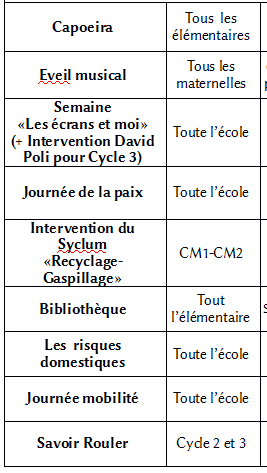 Capoeira
Tous les
élémentaires
Eveil musical
Tous les
maternelles
Semaine
«Les écrans et moi»
(+ Intervention David
Poli pour Cycle 3)
Toute l'école
Journée de la paix
Toute l'école
Intervention du
Syclum
«Recyclage-
Gaspillage»
CM1-CM2
Bibliothèque
Tout
l'élémentaire
Les risques
domestiques
Toute l'école
Journée mobilité
Toute l'école
Savoir Rouler
Cycle 2 et 3